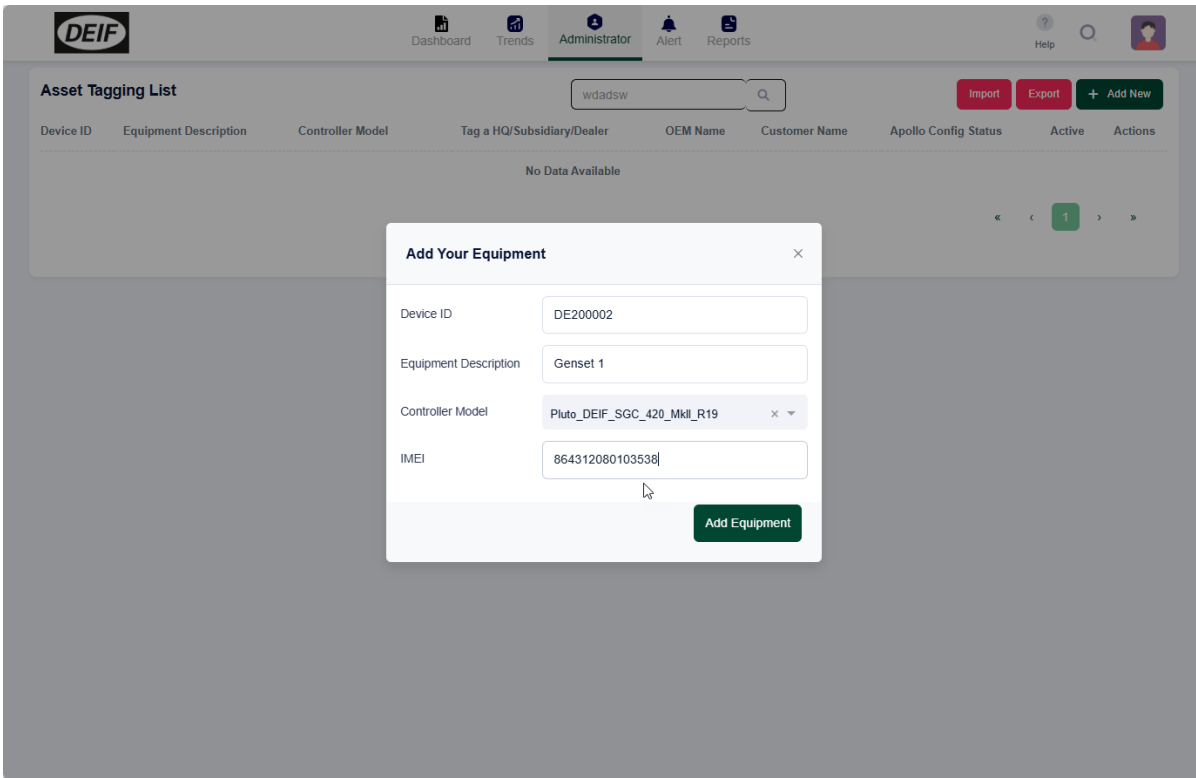 DEIF
Dashboard Trends Administrator Alert Reports
? Help
Asset Tagging List
wdadsw
Import Export + Add New
Device ID Equipment Description Controller Model Tag a HQ/Subsidiary/Dealer OEM Name Customer Name Apollo Config Status Active Actions
No Data Available
« ‹ 1 › »
Add Your Equipment ×
Device ID DE200002
Equipment Description Genset 1
Controller Model Pluto_DEIF_SGC_420_MkII_R19 ×
IMEI 864312080103538
Add Equipment